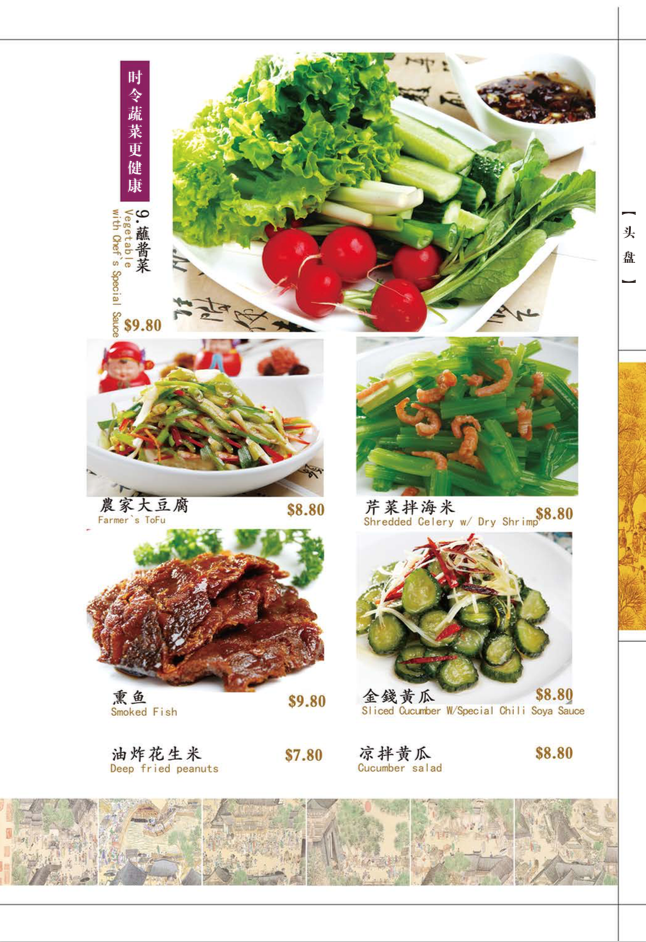 时令蔬菜更健康
9.蘸酱菜
Vegetable
with Chef's Special Sauce
$9.80
【头盘】
農家大豆腐
$8.80
Farmer's ToFu
芹菜拌海米
$8.80
Shredded Celery w/ Dry Shrimp
熏鱼
$9.80
Smoked Fish
金錢黃瓜
$8.80
Sliced Cucumber W/Special Chili Soya Sauce
油炸花生米
$7.80
Deep fried peanuts
凉拌黄瓜
$8.80
Cucumber salad